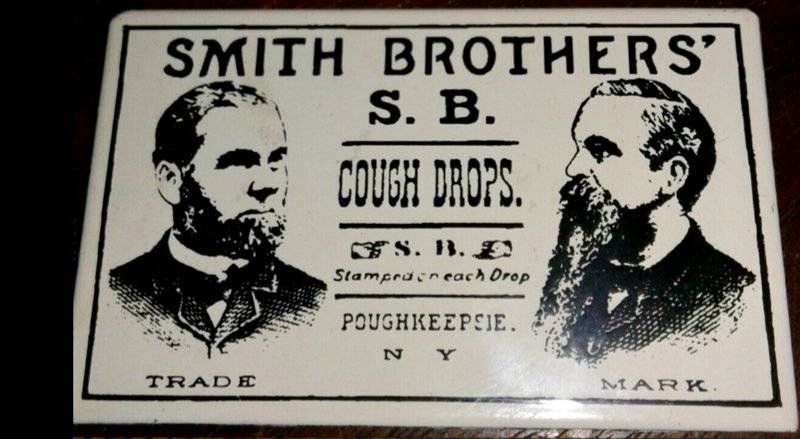 SMITH BROTHERS'
S. B.
COUGH DROPS.
S. B.
Stamped on each Drop
POUGHKEEPSIE.
N Y
TRADE MARK.